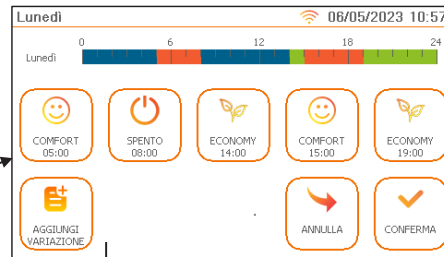 Lunedì 06/05/2023 10:57
0 6 12 18 24
Lunedì
COMFORT
05:00
SPENTO
08:00
ECONOMY
14:00
COMFORT
15:00
ECONOMY
19:00
AGGIUNGI
VARIAZIONE
ANNULLA
CONFERMA